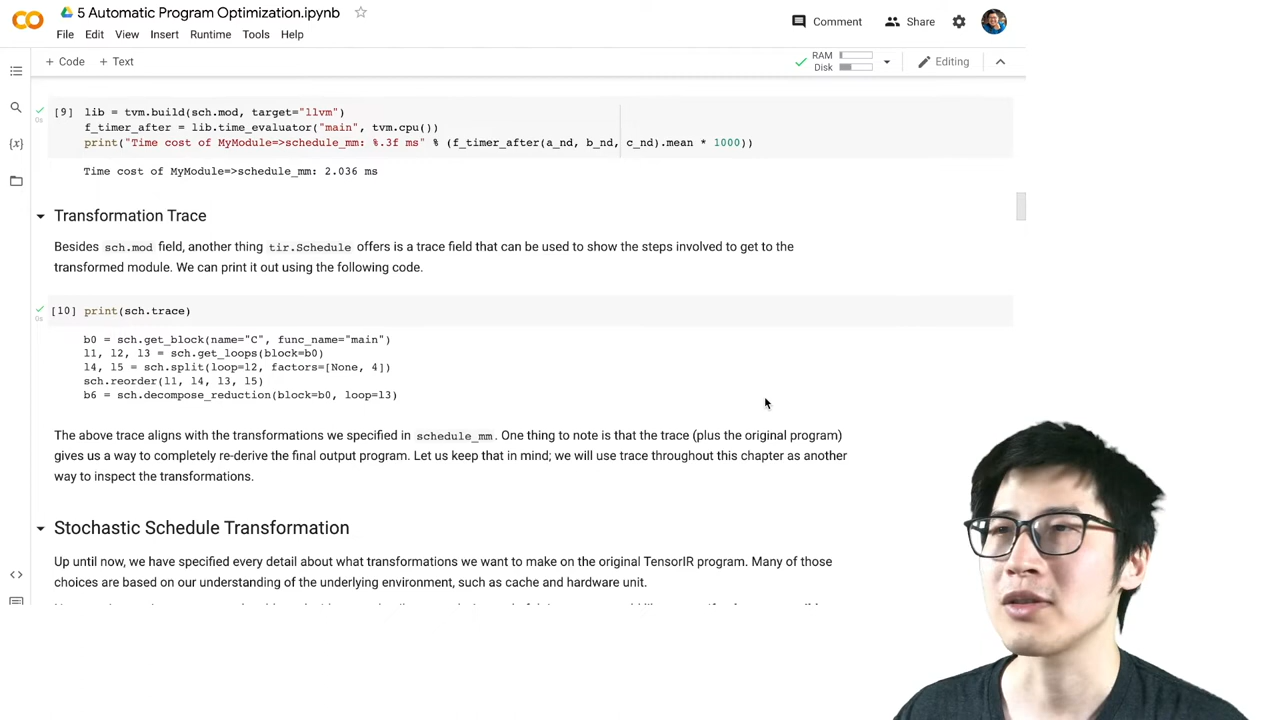 5 Automatic Program Optimization.ipynb
File Edit View Insert Runtime Tools Help
Comment Share
+ Code + Text
RAM
Disk
Editing
[9] lib = tvm.build(sch.mod, target="llvm")
f_timer_after = lib.time_evaluator("main", tvm.cpu())
print("Time cost of MyModule=>schedule_mm: %.3f ms" % (f_timer_after(a_nd, b_nd, c_nd).mean * 1000))
0s
Time cost of MyModule=>schedule_mm: 2.036 ms
Transformation Trace
Besides sch.mod field, another thing tir.Schedule offers is a trace field that can be used to show the steps involved to get to the
transformed module. We can print it out using the following code.
[10] print(sch.trace)
0s
b0 = sch.get_block(name="C", func_name="main")
l1, l2, l3 = sch.get_loops(block=b0)
l4, l5 = sch.split(loop=l2, factors=[None, 4])
sch.reorder(l1, l4, l3, l5)
b6 = sch.decompose_reduction(block=b0, loop=l3)
The above trace aligns with the transformations we specified in schedule_mm. One thing to note is that the trace (plus the original program)
gives us a way to completely re-derive the final output program. Let us keep that in mind; we will use trace throughout this chapter as another
way to inspect the transformations.
Stochastic Schedule Transformation
Up until now, we have specified every detail about what transformations we want to make on the original TensorIR program. Many of those
choices are based on our understanding of the underlying environment, such as cache and hardware unit.